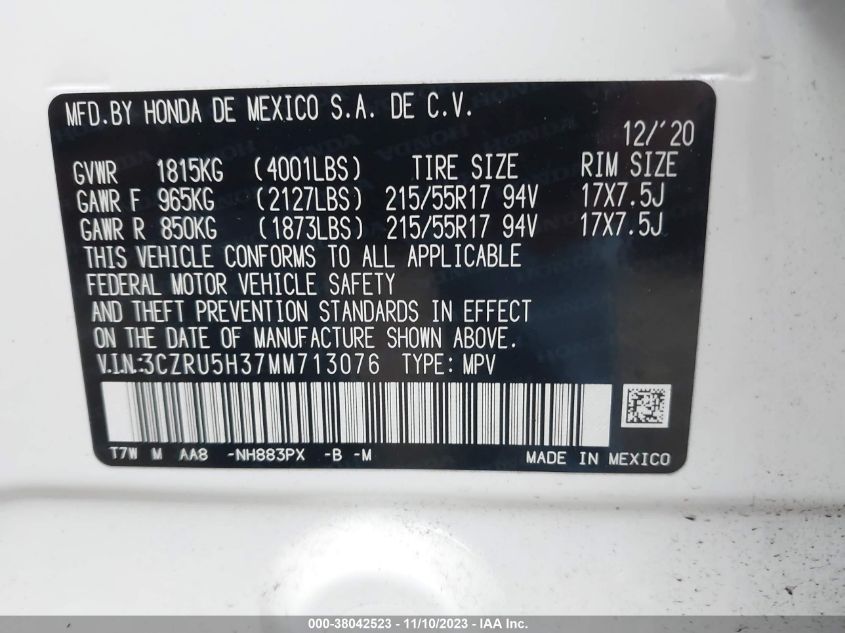 MFD.BY HONDA DE MEXICO S.A. DE C.V.
12/'20
GVWR 1815KG (4001LBS) TIRE SIZE RIM SIZE
GAWR F 965KG (2127LBS) 215/55R17 94V 17X7.5J
GAWR R 850KG (1873LBS) 215/55R17 94V 17X7.5J
THIS VEHICLE CONFORMS TO ALL APPLICABLE
FEDERAL MOTOR VEHICLE SAFETY
AND THEFT PREVENTION STANDARDS IN EFFECT
ON THE DATE OF MANUFACTURE SHOWN ABOVE.
V.I.N.:3CZRU5H37MM713076 TYPE: MPV
T7W M AA8 -NH883PX -B -M MADE IN MEXICO
000-38042523 - 11/10/2023 - IAA Inc.